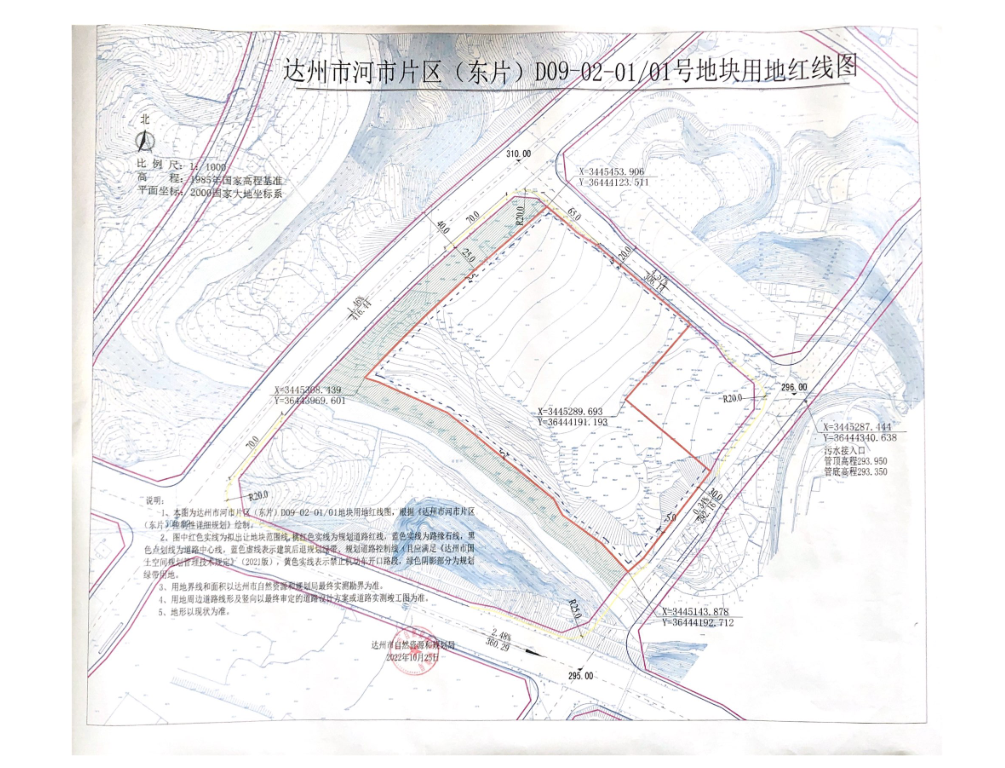 达州市河市片区（东片）D09-02-01/01号地块用地红线图
北
比 例 尺：1：1000
高 程：1985年国家高程基准
平面坐标：2000国家大地坐标系
310.00
X=3445453.906
Y=36444123.511
R20.0
70.0
65.0
40.0
25.0
20.0
X=3445398.439
Y=36443969.601
X=3445289.693
Y=36444191.193
296.00
R20.0
X=3445287.444
Y=36444340.638
污水接入口
管顶高程293.950
管底高程293.350
70.0
R20.0
30.0
说明：
1、本图为达州市河市片区（东片）D09-02-01/01地块用地红线图，根据《达州市河市片区
（东片）控制性详细规划》绘制。
2、图中红色实线为拟出让地块范围线，横红色实线为规划道路红线，蓝色实线为路缘石线，黑
色点划线为道路中心线，蓝色虚线表示建筑后退规划绿带、规划道路控制线（且应满足《达州市国
土空间规划管理技术规定》（2021版），黄色实线表示禁止机动车开口路段，绿色阴影部分为规划
绿带用地。
3、用地界线和面积以达州市自然资源和规划局最终实测勘界为准。
4、用地周边道路线形及竖向以最终审定的道路设计方案或道路实测竣工图为准。
5、地形以现状为准。
R25.0
X=3445143.878
Y=36444192.712
达州市自然资源和规划局
2022年10月25日
2.48%
360.29
295.00